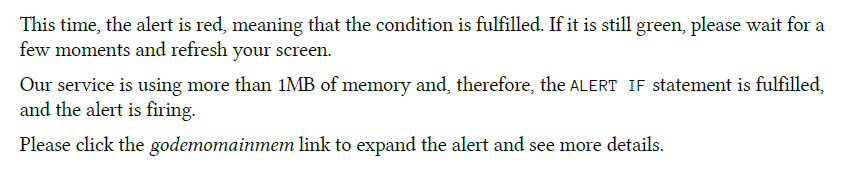 This time, the alert is red, meaning that the condition is fulfilled. If it is still green, please wait for a
few moments and refresh your screen.
Our service is using more than 1MB of memory and, therefore, the ALERT IF statement is fulfilled,
and the alert is firing.
Please click the godemomainmem link to expand the alert and see more details.